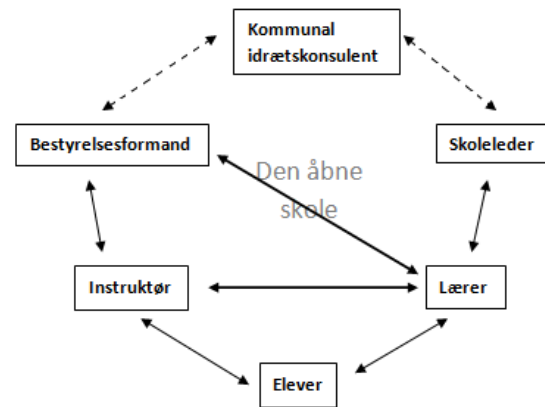 Kommunal
idrætskonsulent
Bestyrelsesformand
Skoleleder
Den åbne
skole
Instruktør
Lærer
Elever